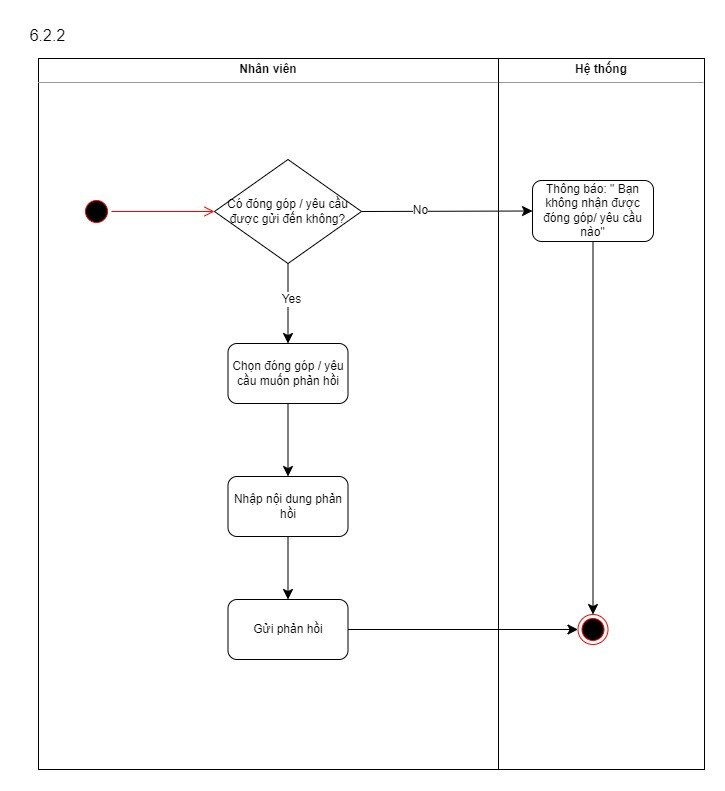 6.2.2
Nhân viên
Hệ thống
Có đóng góp / yêu cầu
được gửi đến không?
No
Thông báo: " Bạn
không nhận được
đóng góp/ yêu cầu
nào"
Yes
Chọn đóng góp / yêu
cầu muốn phản hồi
Nhập nội dung phản
hồi
Gửi phản hồi